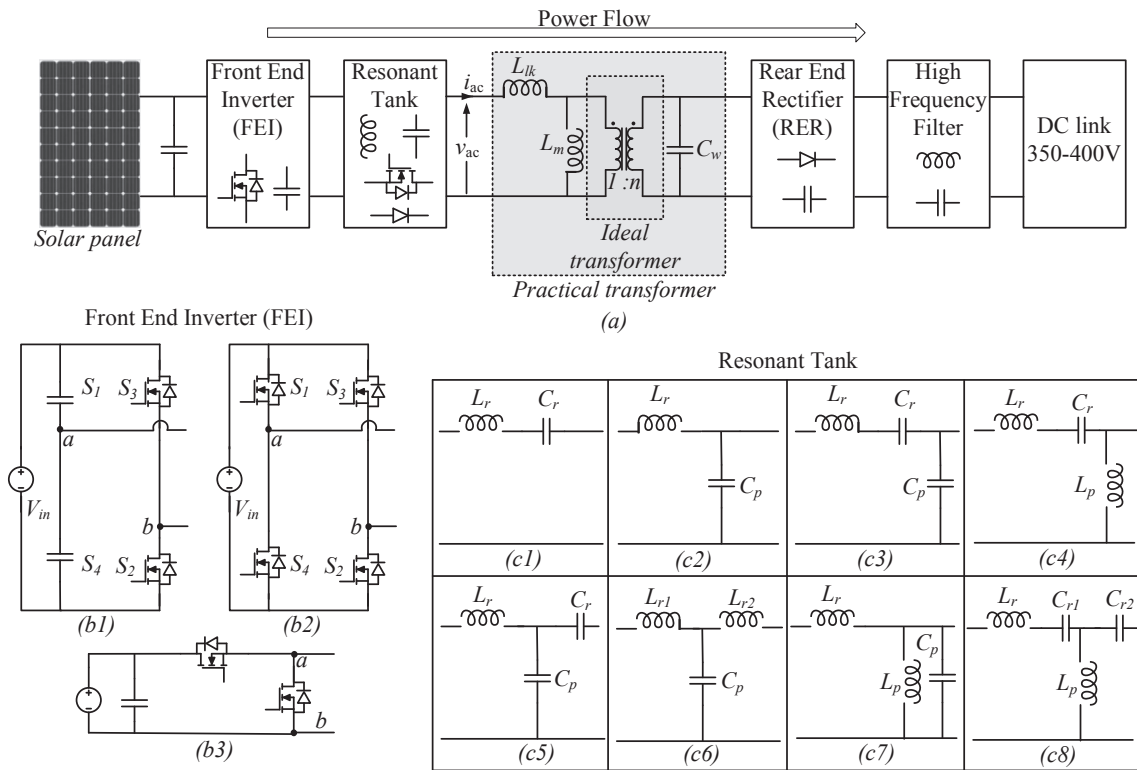 Power Flow
Solar panel
Front End
Inverter
(FEI)
Resonant
Tank
i_ac
v_ac
L_lk
L_m
1 :n
C_w
Ideal
transformer
Practical transformer
Rear End
Rectifier
(RER)
High
Frequency
Filter
DC link
350-400V
(a)
Front End Inverter (FEI)
S_1
S_3
a
V_in
b
S_4
S_2
(b1)
S_1
S_3
a
V_in
b
S_4
S_2
(b2)
a
b
(b3)
Resonant Tank
L_r
C_r
(c1)
L_r
C_p
(c2)
L_r
C_r
C_p
(c3)
L_r
C_r
L_p
(c4)
L_r
C_r
C_p
(c5)
L_r1
L_r2
C_p
(c6)
L_r
L_p
C_p
(c7)
L_r
C_r1
C_r2
L_p
(c8)